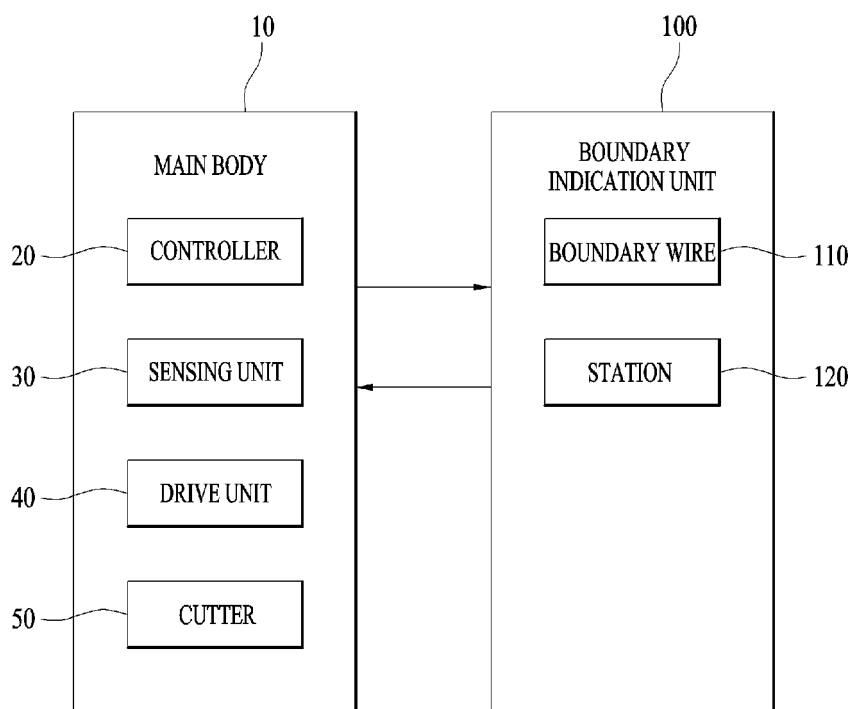 10
100
MAIN BODY
BOUNDARY
INDICATION UNIT
20
CONTROLLER
BOUNDARY WIRE
110
30
SENSING UNIT
STATION
120
40
DRIVE UNIT
50
CUTTER